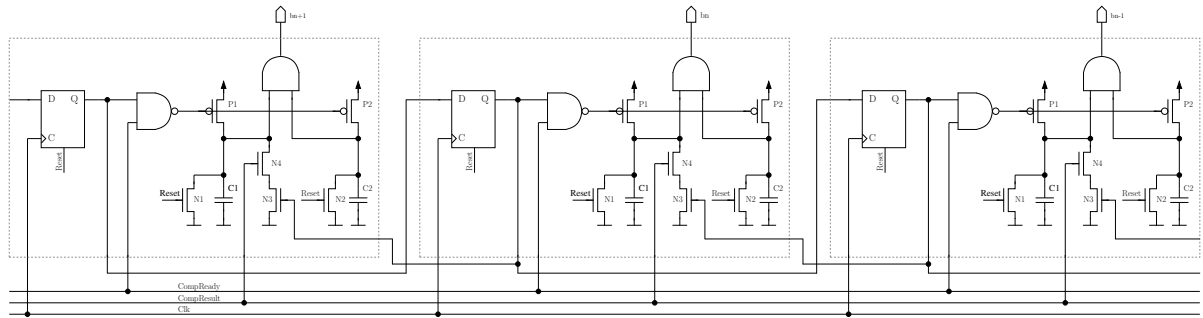 bn+1
bn
bn-1
D Q P1 P2
D Q P1 P2
D Q P1 P2
C
C
C
Reset
Reset
Reset
N4
N4
N4
Reset N1 C1 N3 Reset N2 C2
Reset N1 C1 N3 Reset N2 C2
Reset N1 C1 N3 Reset N2 C2
CompReady
CompResult
Clk